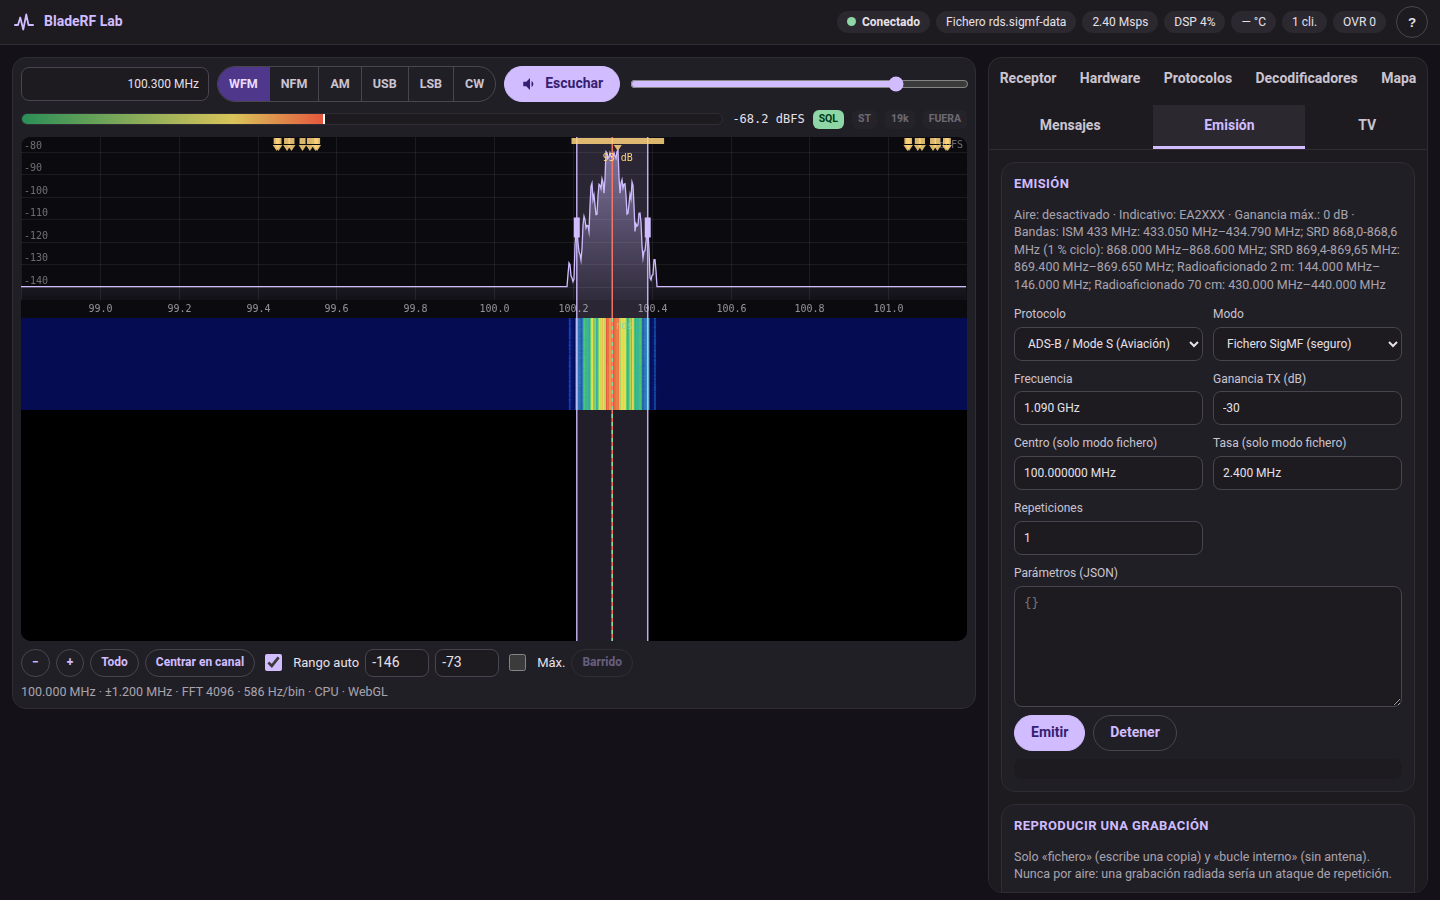 BladeRF Lab
Conectado
Fichero rds.sigmf-data
2.40 Msps
DSP 4%
— °C
1 cli.
OVR 0
?
100.300 MHz
WFM
NFM
AM
USB
LSB
CW
Escuchar
-68.2 dBFS
SQL
ST
19k
FUERA
-80
-90
-100
-110
-120
-130
-140
99.0
99.2
99.4
99.6
99.8
100.0
100.2
100.4
100.6
100.8
101.0
−
+
Todo
Centrar en canal
Rango auto
-146
-73
Máx.
Barrido
100.000 MHz · ±1.200 MHz · FFT 4096 · 586 Hz/bin · CPU · WebGL
Receptor
Hardware
Protocolos
Decodificadores
Mapa
Mensajes
Emisión
TV
EMISIÓN
Aire: desactivado · Indicativo: EA2XXX · Ganancia máx.: 0 dB ·
Bandas: ISM 433 MHz: 433.050 MHz–434.790 MHz; SRD 868,0-868,6
MHz (1 % ciclo): 868.000 MHz–868.600 MHz; SRD 869,4-869,65 MHz:
869.400 MHz–869.650 MHz; Radioaficionado 2 m: 144.000 MHz–
146.000 MHz; Radioaficionado 70 cm: 430.000 MHz–440.000 MHz
Protocolo
Modo
ADS-B / Mode S (Aviación)
Fichero SigMF (seguro)
Frecuencia
Ganancia TX (dB)
1.090 GHz
-30
Centro (solo modo fichero)
Tasa (solo modo fichero)
100.000000 MHz
2.400 MHz
Repeticiones
1
Parámetros (JSON)
{}
Emitir
Detener
REPRODUCIR UNA GRABACIÓN
Solo «fichero» (escribe una copia) y «bucle interno» (sin antena).
Nunca por aire: una grabación radiada sería un ataque de repetición.